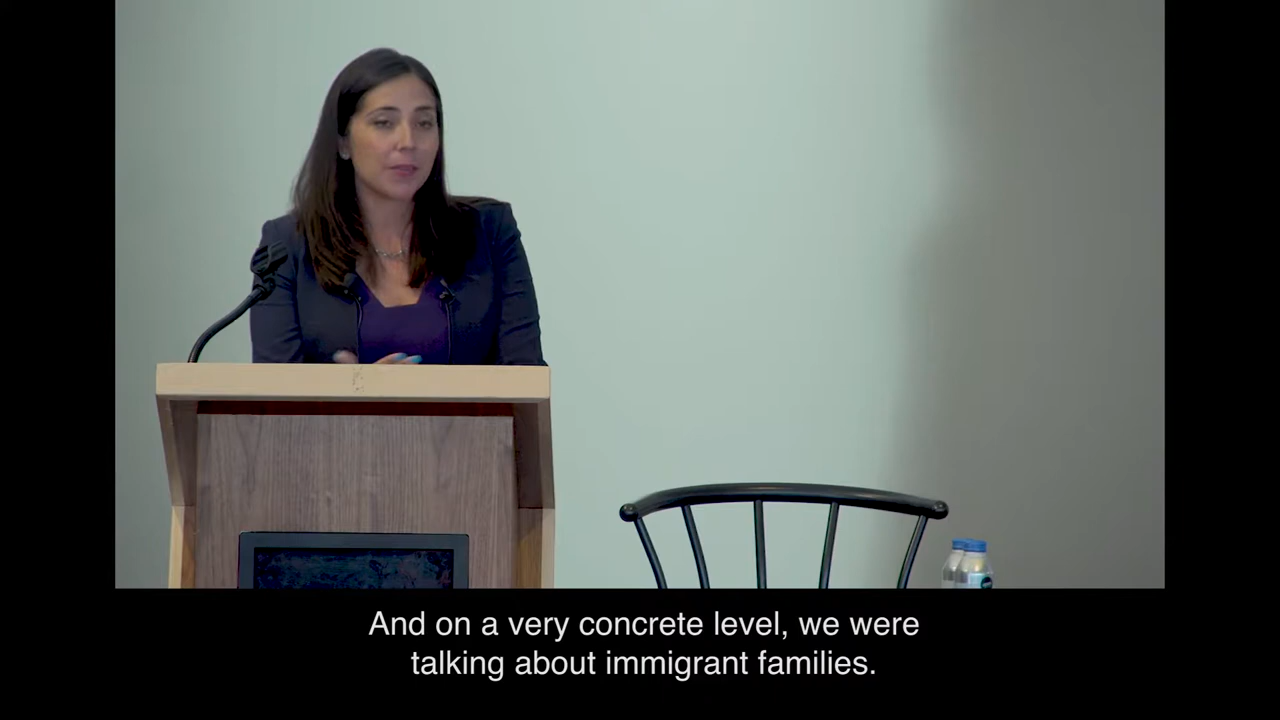 And on a very concrete level, we were
talking about immigrant families.